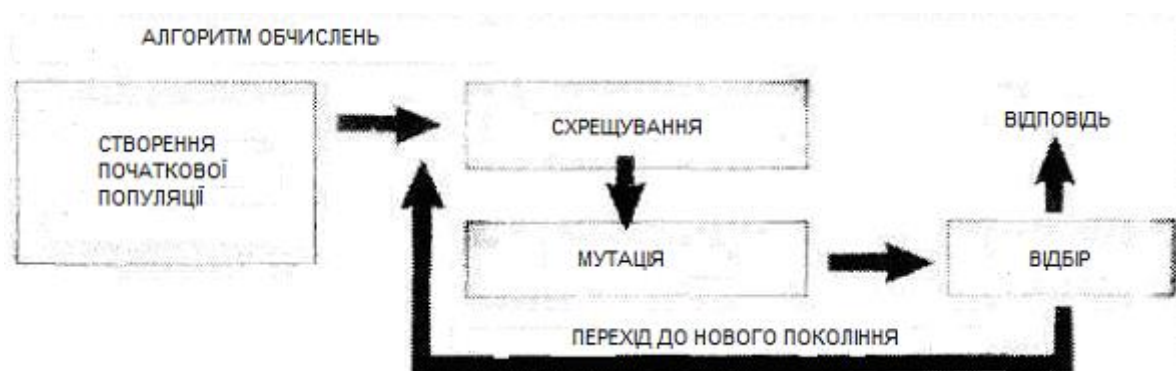 АЛГОРИТМ ОБЧИСЛЕНЬ
СТВОРЕННЯ
ПОЧАТКОВОЇ
ПОПУЛЯЦІЇ
СХРЕЩУВАННЯ
МУТАЦІЯ
ВІДПОВІДЬ
ВІДБІР
ПЕРЕХІД ДО НОВОГО ПОКОЛІННЯ